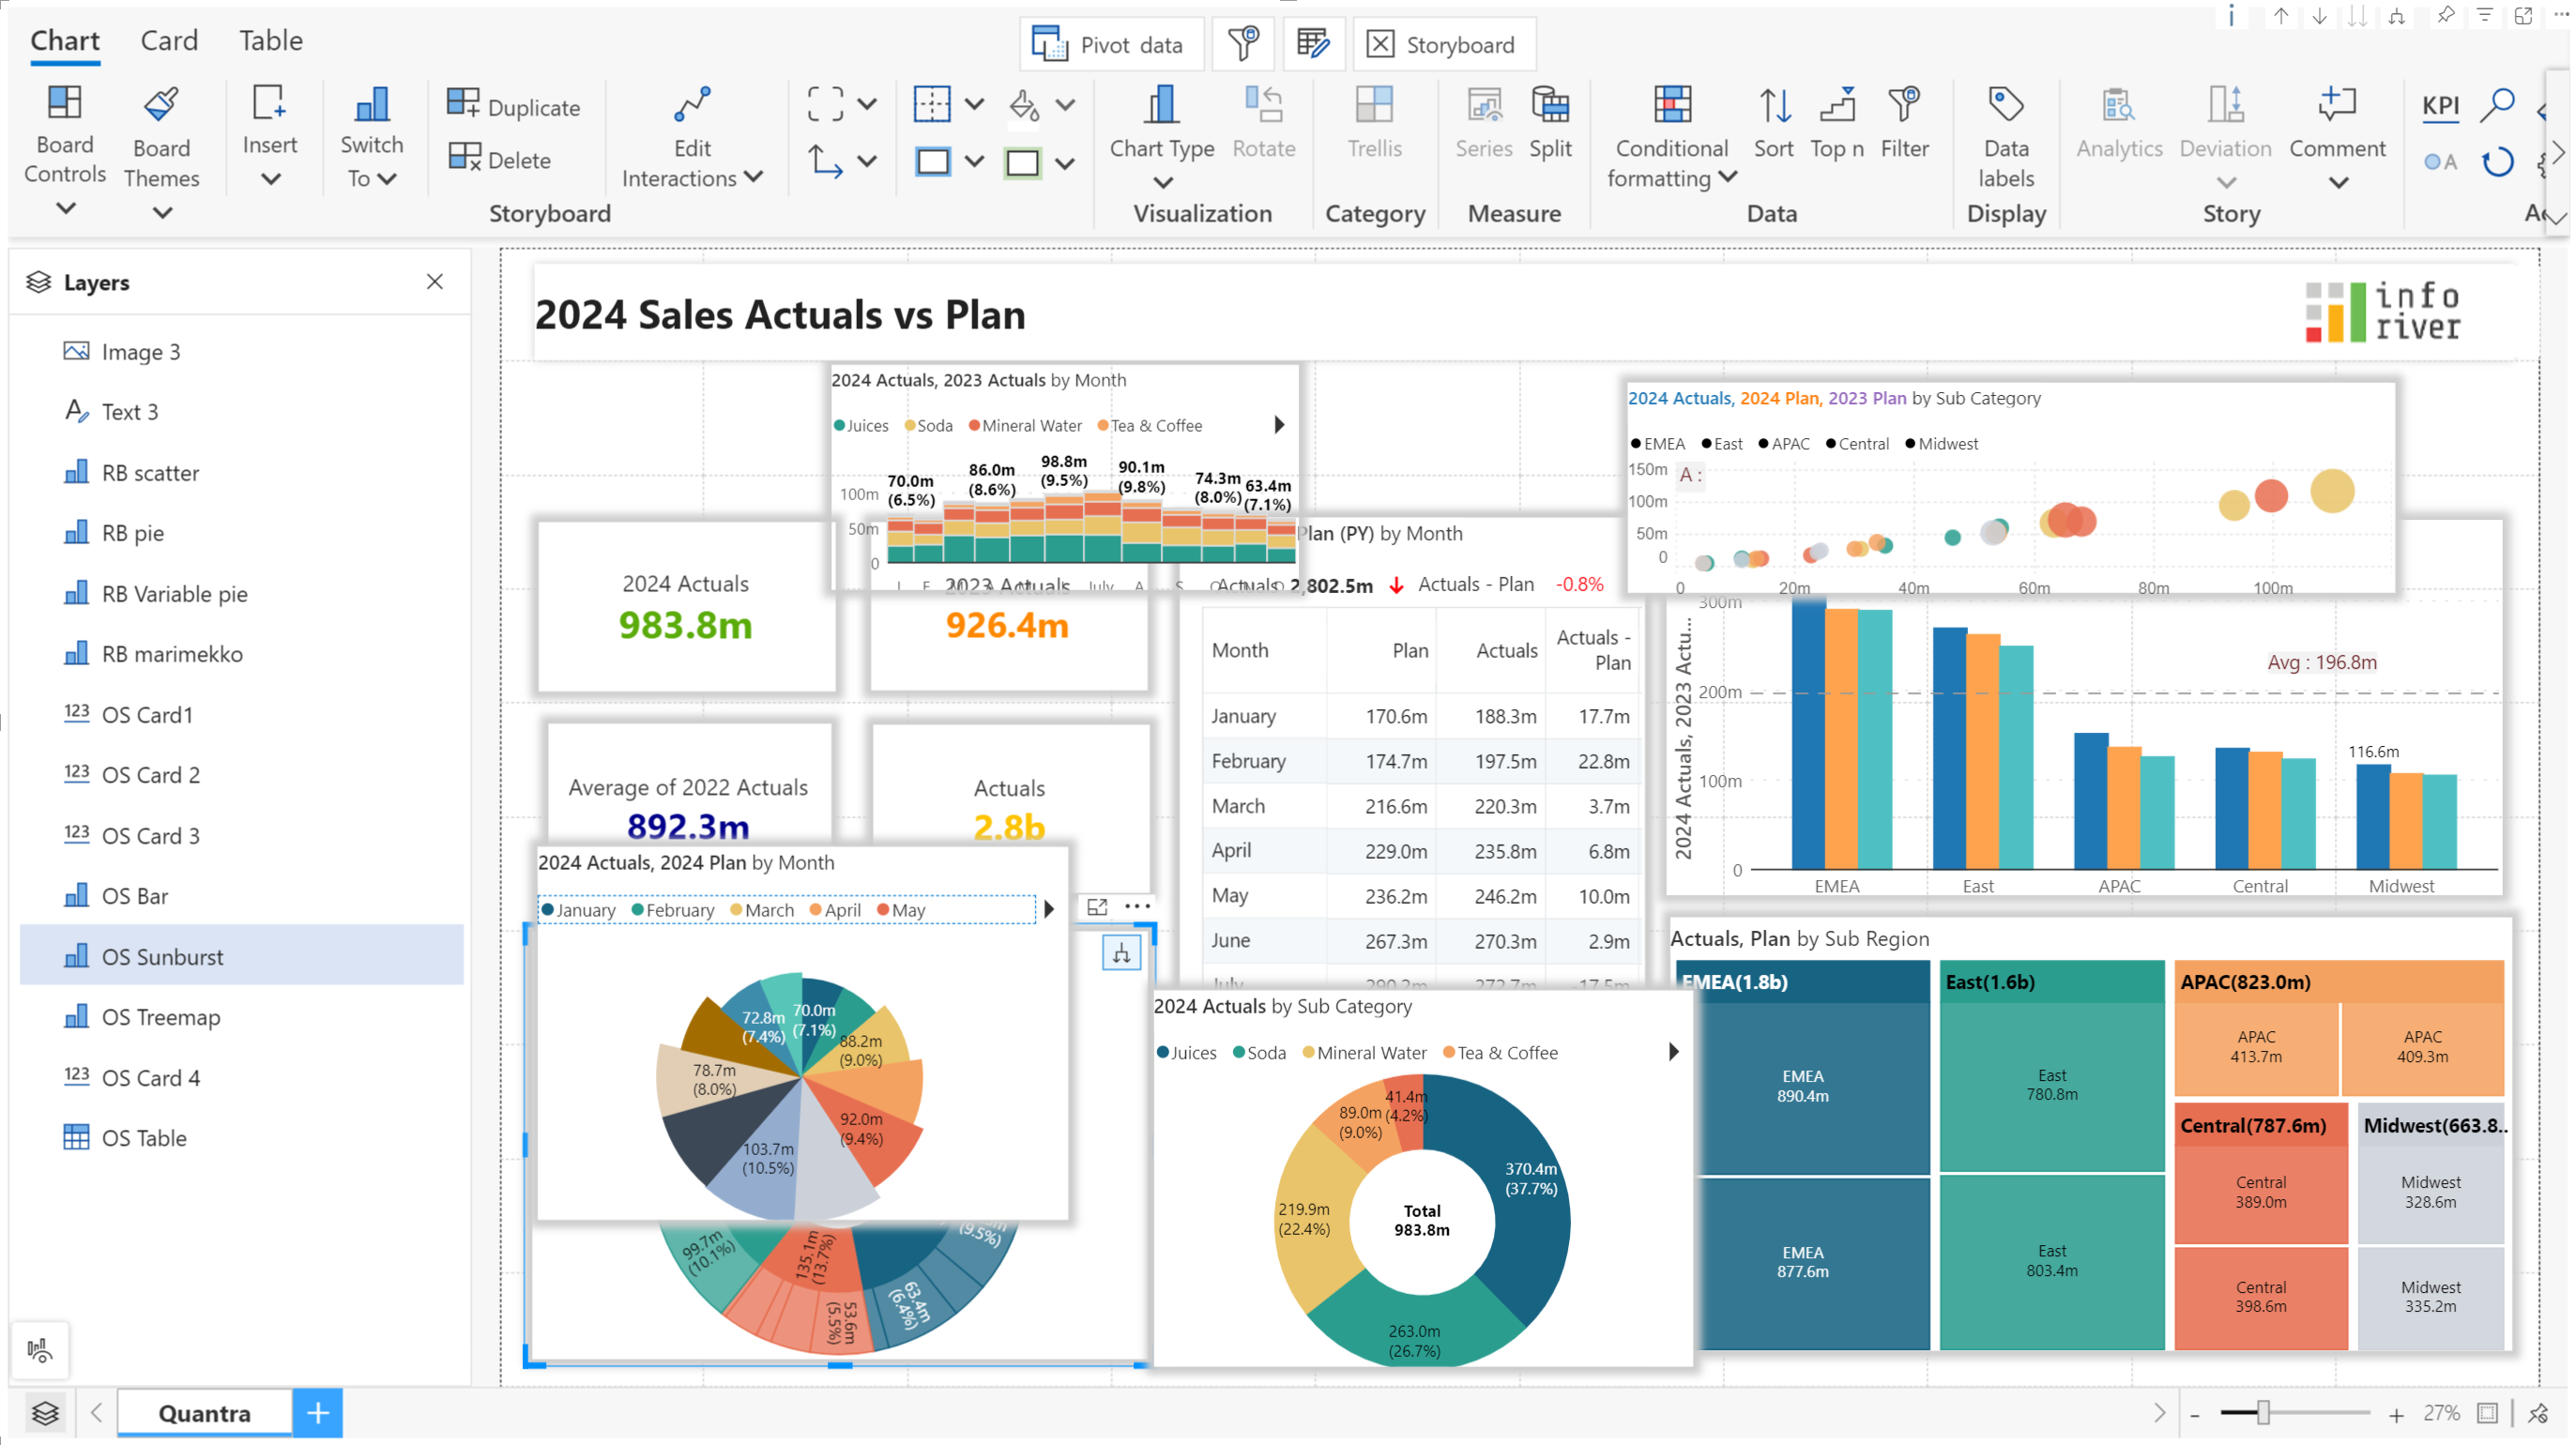 Chart Card Table
Pivot data
Storyboard
Board Controls
Board Themes
Insert
Switch To
Duplicate
Delete
Edit Interactions
Storyboard
Chart Type
Rotate
Visualization
Trellis
Category
Series
Split
Measure
Conditional formatting
Sort
Top n
Filter
Data
Data labels
Display
Analytics
Deviation
Comment
Story
KPI
A
Layers
Image 3
Text 3
RB scatter
RB pie
RB Variable pie
RB marimekko
123 OS Card1
123 OS Card 2
123 OS Card 3
OS Bar
OS Sunburst
OS Treemap
123 OS Card 4
OS Table
2024 Sales Actuals vs Plan
info
river
2024 Actuals, 2023 Actuals by Month
Juices Soda Mineral Water Tea & Coffee
70.0m
(6.5%)
86.0m
(8.6%)
98.8m
(9.5%)
90.1m
(9.8%)
74.3m
(8.0%)
63.4m
(7.1%)
100m
50m
0
July A S
2024 Actuals
983.8m
2023 Actuals
926.4m
Average of 2022 Actuals
892.3m
Actuals
2.8b
Plan (PY) by Month
Actuals 2,802.5m Actuals - Plan -0.8%
Month Plan Actuals Actuals - Plan
January 170.6m 188.3m 17.7m
February 174.7m 197.5m 22.8m
March 216.6m 220.3m 3.7m
April 229.0m 235.8m 6.8m
May 236.2m 246.2m 10.0m
June 267.3m 270.3m 2.9m
July 290.2m 272.7m -17.5m
2024 Actuals, 2024 Plan, 2023 Plan by Sub Category
EMEA East APAC Central Midwest
A :
150m
100m
50m
0
0 20m 40m 60m 80m 100m
2024 Actuals, 2023 Actu...
300m
200m
100m
0
Avg : 196.8m
116.6m
EMEA East APAC Central Midwest
2024 Actuals, 2024 Plan by Month
January February March April May
72.8m
(7.4%)
70.0m
(7.1%)
88.2m
(9.0%)
78.7m
(8.0%)
92.0m
(9.4%)
103.7m
(10.5%)
99.7m
(10.1%)
135.1m
(13.7%)
53.6m
(5.5%)
63.4m
(6.4%)
(9.5%)
2024 Actuals by Sub Category
Juices Soda Mineral Water Tea & Coffee
41.4m
(4.2%)
89.0m
(9.0%)
370.4m
(37.7%)
219.9m
(22.4%)
Total
983.8m
263.0m
(26.7%)
Actuals, Plan by Sub Region
EMEA(1.8b)
EMEA
890.4m
EMEA
877.6m
East(1.6b)
East
780.8m
East
803.4m
APAC(823.0m)
APAC
413.7m
APAC
409.3m
Central(787.6m)
Central
389.0m
Central
398.6m
Midwest(663.8..
Midwest
328.6m
Midwest
335.2m
Quantra
27%